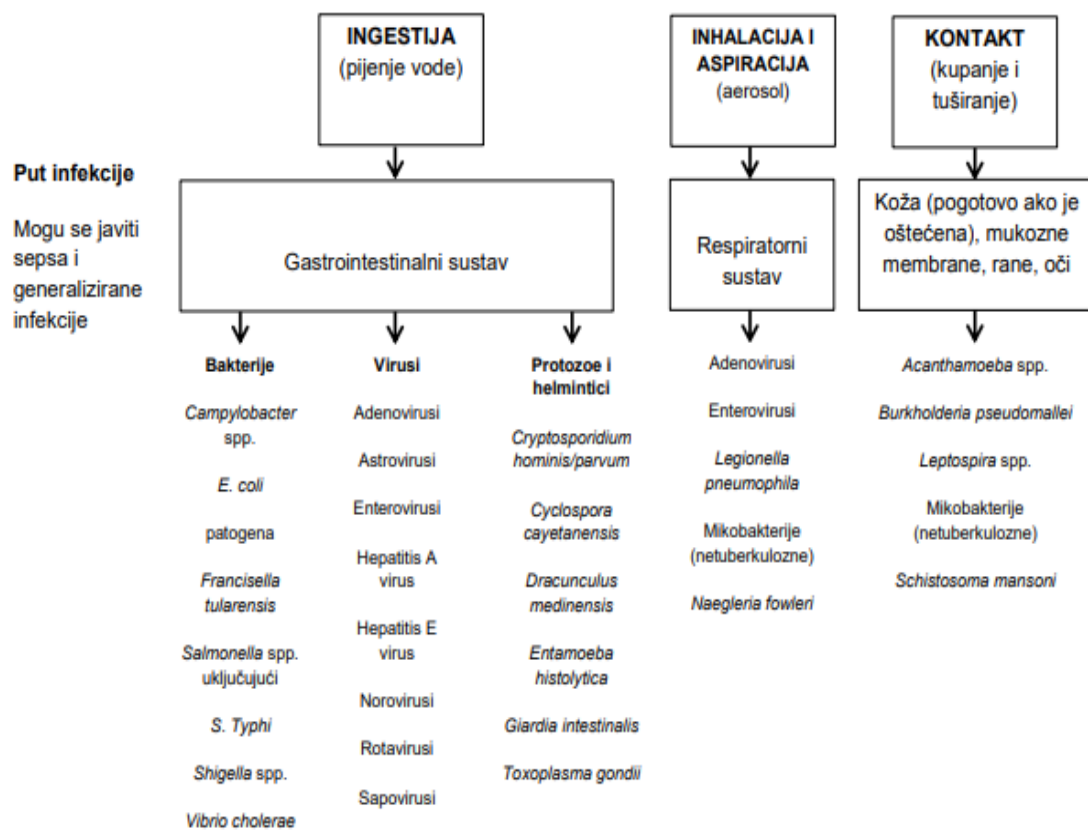 INGESTIJA
(pijenje vode)
INHALACIJA I
ASPIRACIJA
(aerosol)
KONTAKT
(kupanje i
tuširanje)
Put infekcije
Mogu se javiti
sepsa i
generalizirane
infekcije
Gastrointestinalni sustav
Respiratorni
sustav
Koža (pogotovo ako je
oštećena), mukozne
membrane, rane, oči
Bakterije
Campylobacter
spp.
E. coli
patogena
Francisella
tularensis
Salmonella spp.
uključujući
S. Typhi
Shigella spp.
Vibrio cholerae
Virusi
Adenovirusi
Astrovirusi
Enterovirusi
Hepatitis A
virus
Hepatitis E
virus
Norovirusi
Rotavirusi
Sapovirusi
Protozoe i
helmintici
Cryptosporidium
hominis/parvum
Cyclospora
cayetanensis
Dracunculus
medinensis
Entamoeba
histolytica
Giardia intestinalis
Toxoplasma gondii
Adenovirusi
Enterovirusi
Legionella
pneumophila
Mikobakterije
(netuberkulozne)
Naegleria fowleri
Acanthamoeba spp.
Burkholderia pseudomallei
Leptospira spp.
Mikobakterije
(netuberkulozne)
Schistosoma mansoni